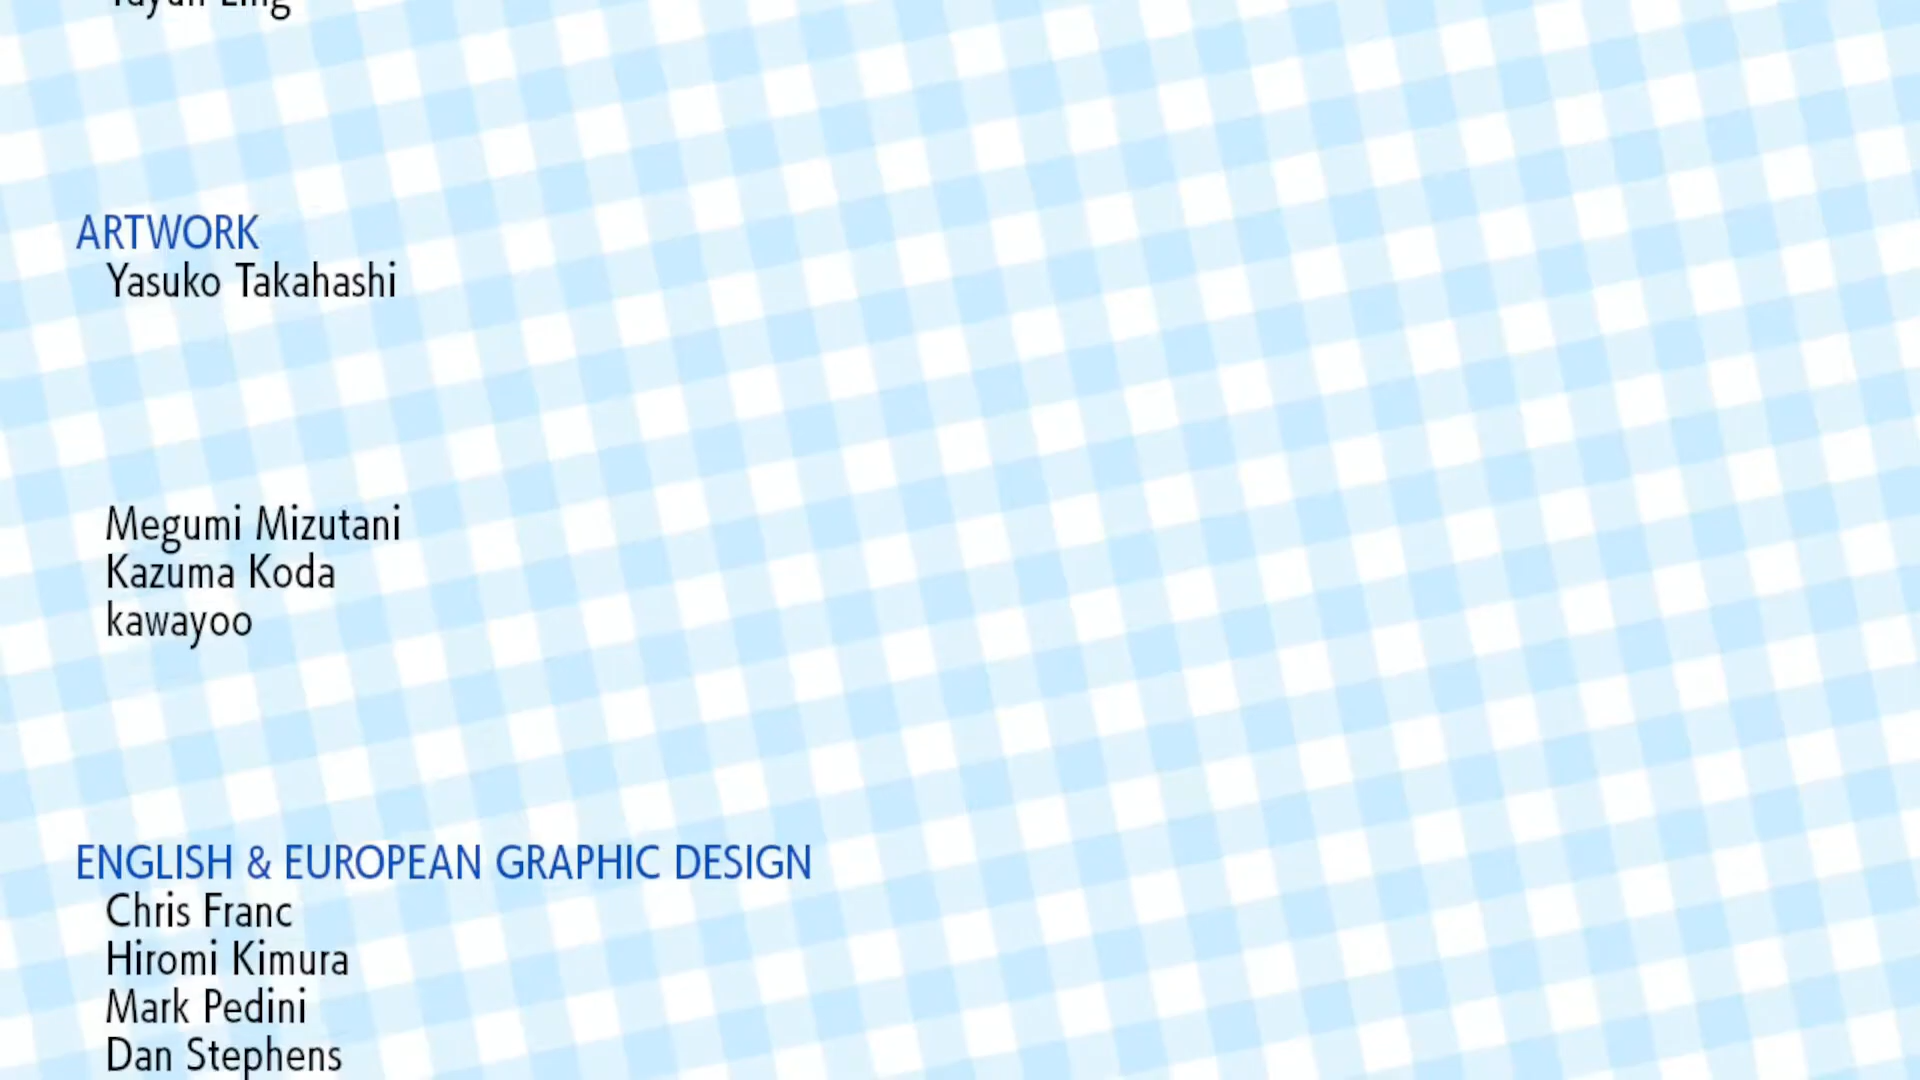 ARTWORK
Yasuko Takahashi
Megumi Mizutani
Kazuma Koda
kawayoo
ENGLISH & EUROPEAN GRAPHIC DESIGN
Chris Franc
Hiromi Kimura
Mark Pedini
Dan Stephens